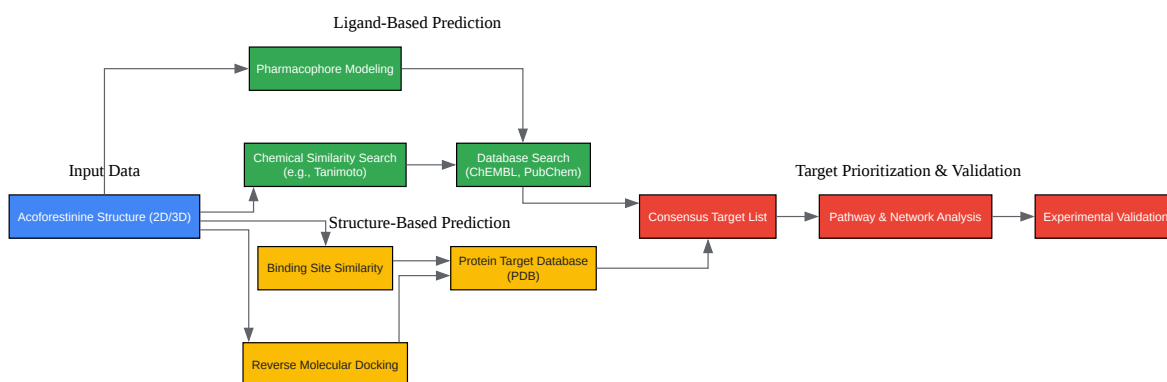 Ligand-Based Prediction
Pharmacophore Modeling
Input Data
Chemical Similarity Search
(e.g., Tanimoto)
Database Search
(ChEMBL, PubChem)
Target Prioritization & Validation
Acoforestinine Structure (2D/3D)
Structure-Based Prediction
Consensus Target List
Pathway & Network Analysis
Experimental Validation
Binding Site Similarity
Protein Target Database
(PDB)
Reverse Molecular Docking